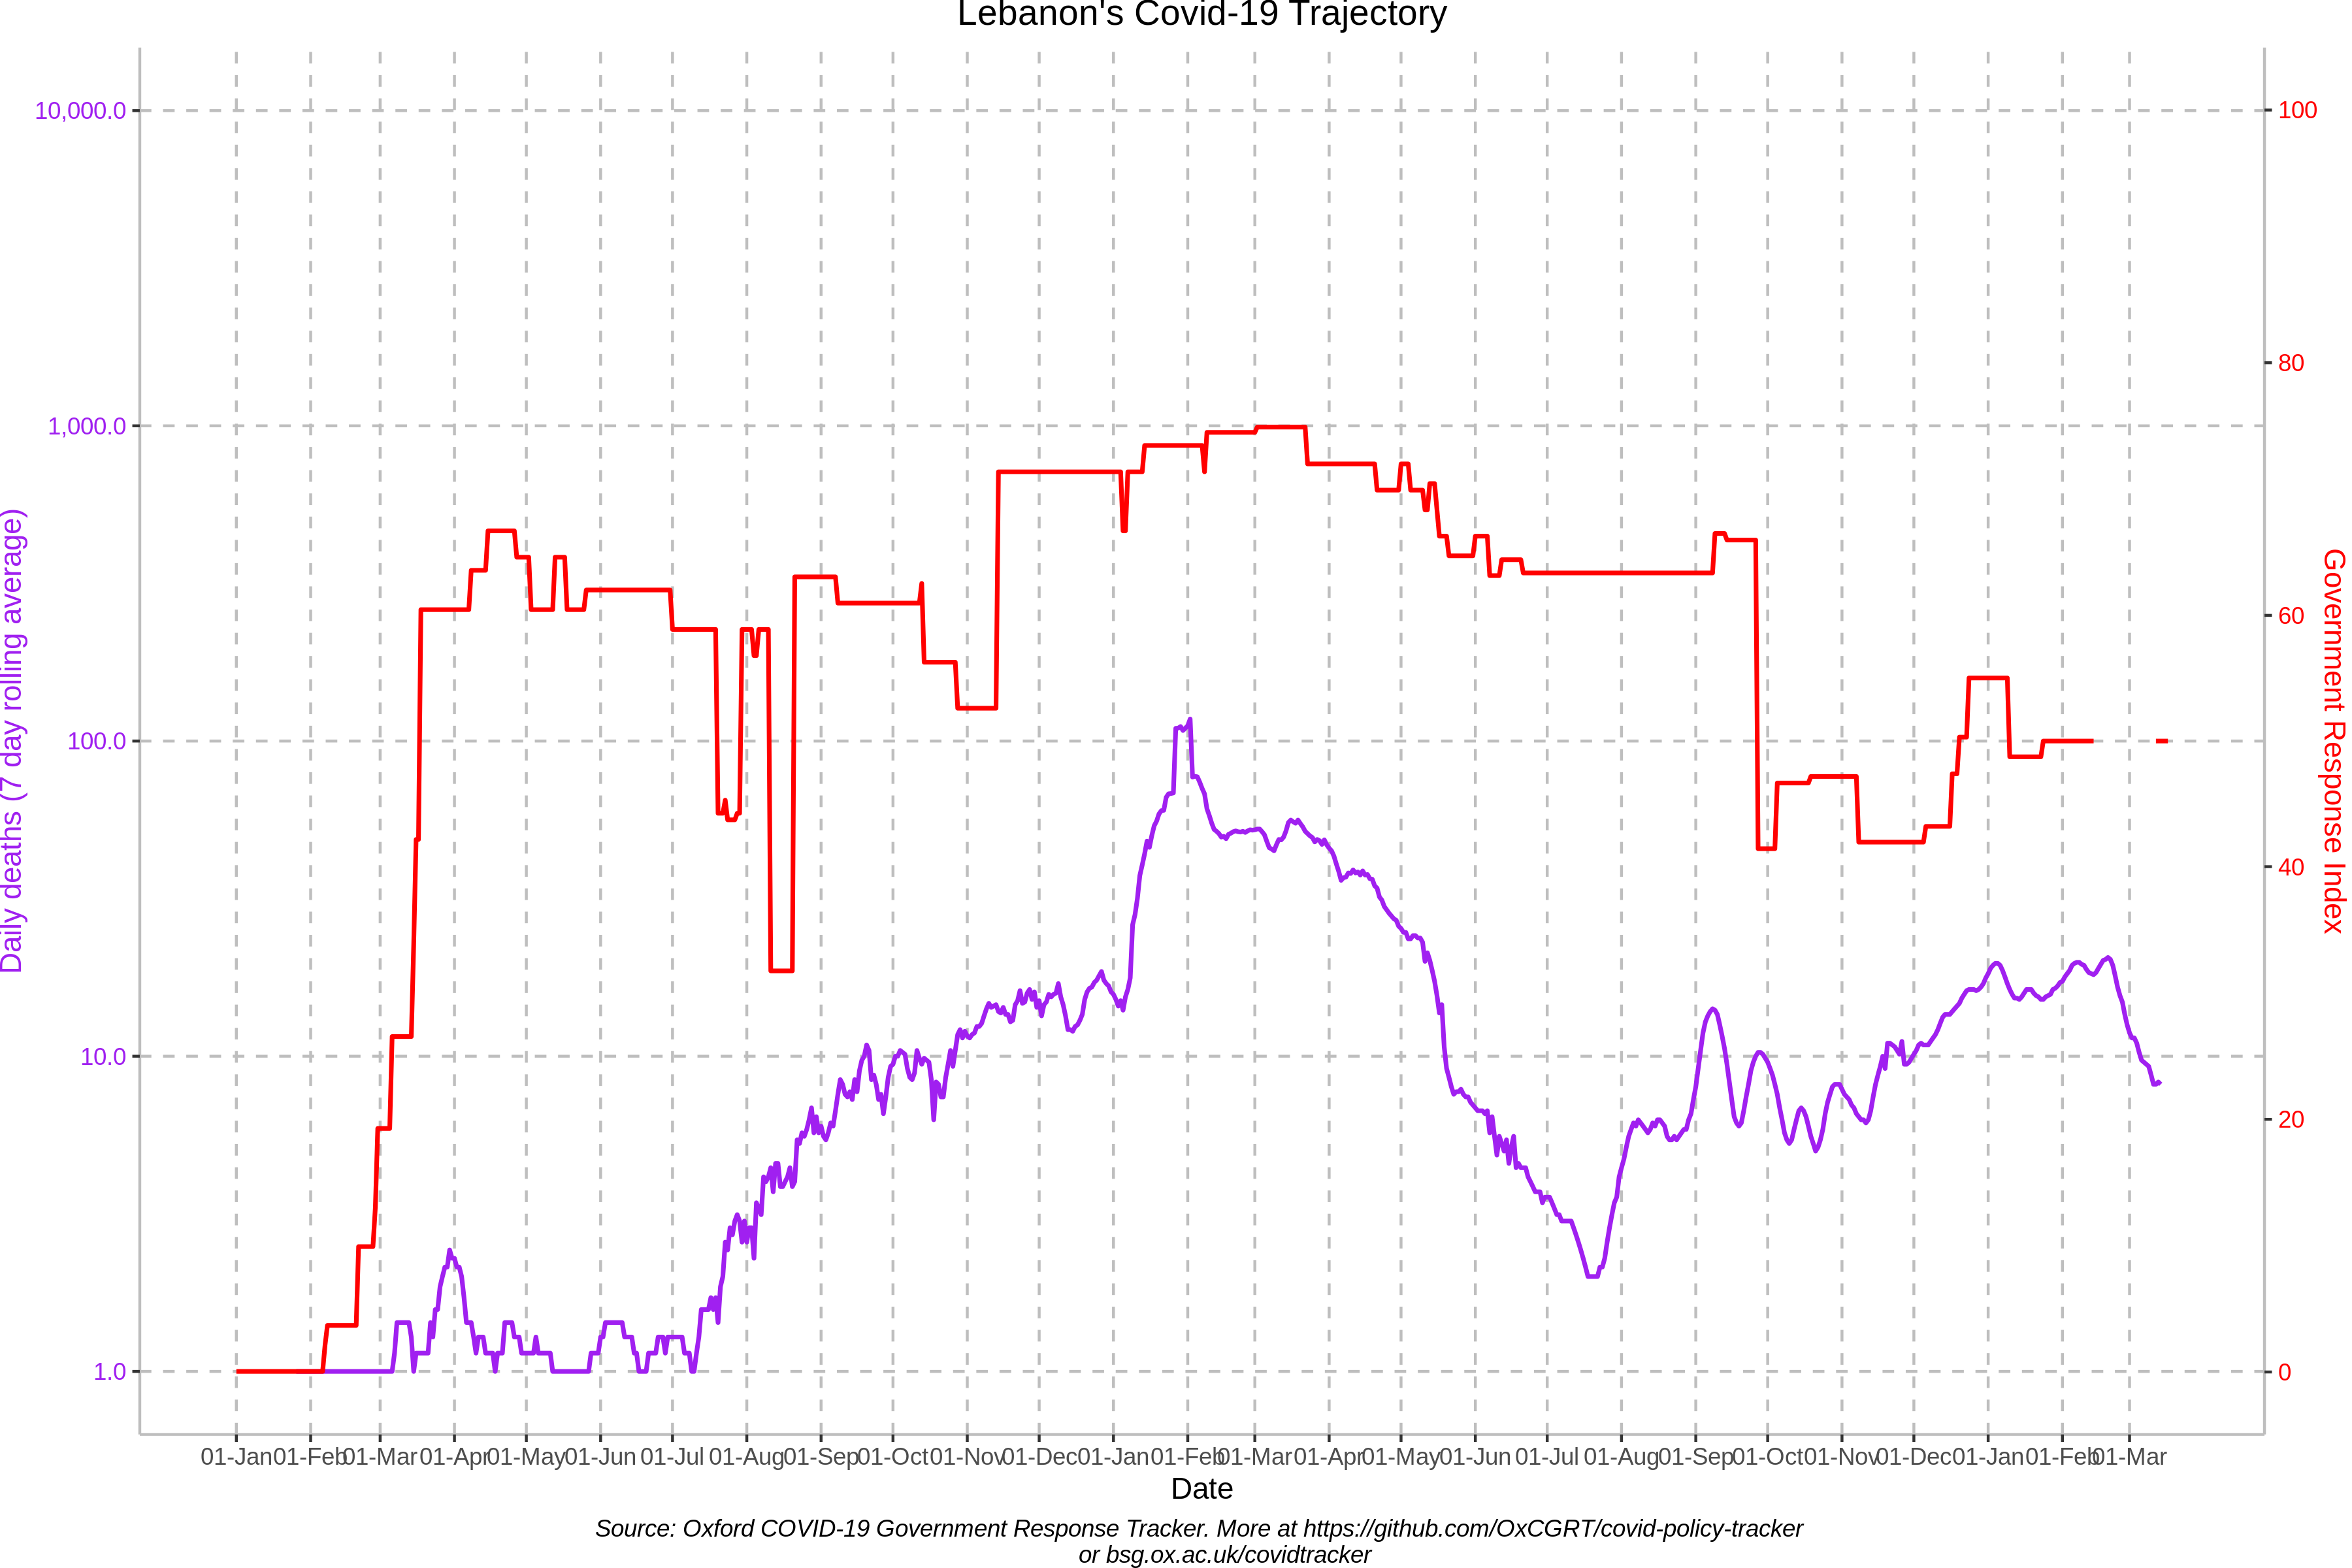 Lebanon's Covid-19 Trajectory
Daily deaths (7 day rolling average)
10,000.0
1,000.0
100.0
10.0
1.0
100
80
60
40
20
0
Government Response Index
01-Jan 01-Feb 01-Mar 01-Apr 01-May 01-Jun 01-Jul 01-Aug 01-Sep 01-Oct 01-Nov 01-Dec 01-Jan 01-Feb 01-Mar 01-Apr 01-May 01-Jun 01-Jul 01-Aug 01-Sep 01-Oct 01-Nov 01-Dec 01-Jan 01-Feb 01-Mar
Date
Source: Oxford COVID-19 Government Response Tracker. More at https://github.com/OxCGRT/covid-policy-tracker
or bsg.ox.ac.uk/covidtracker